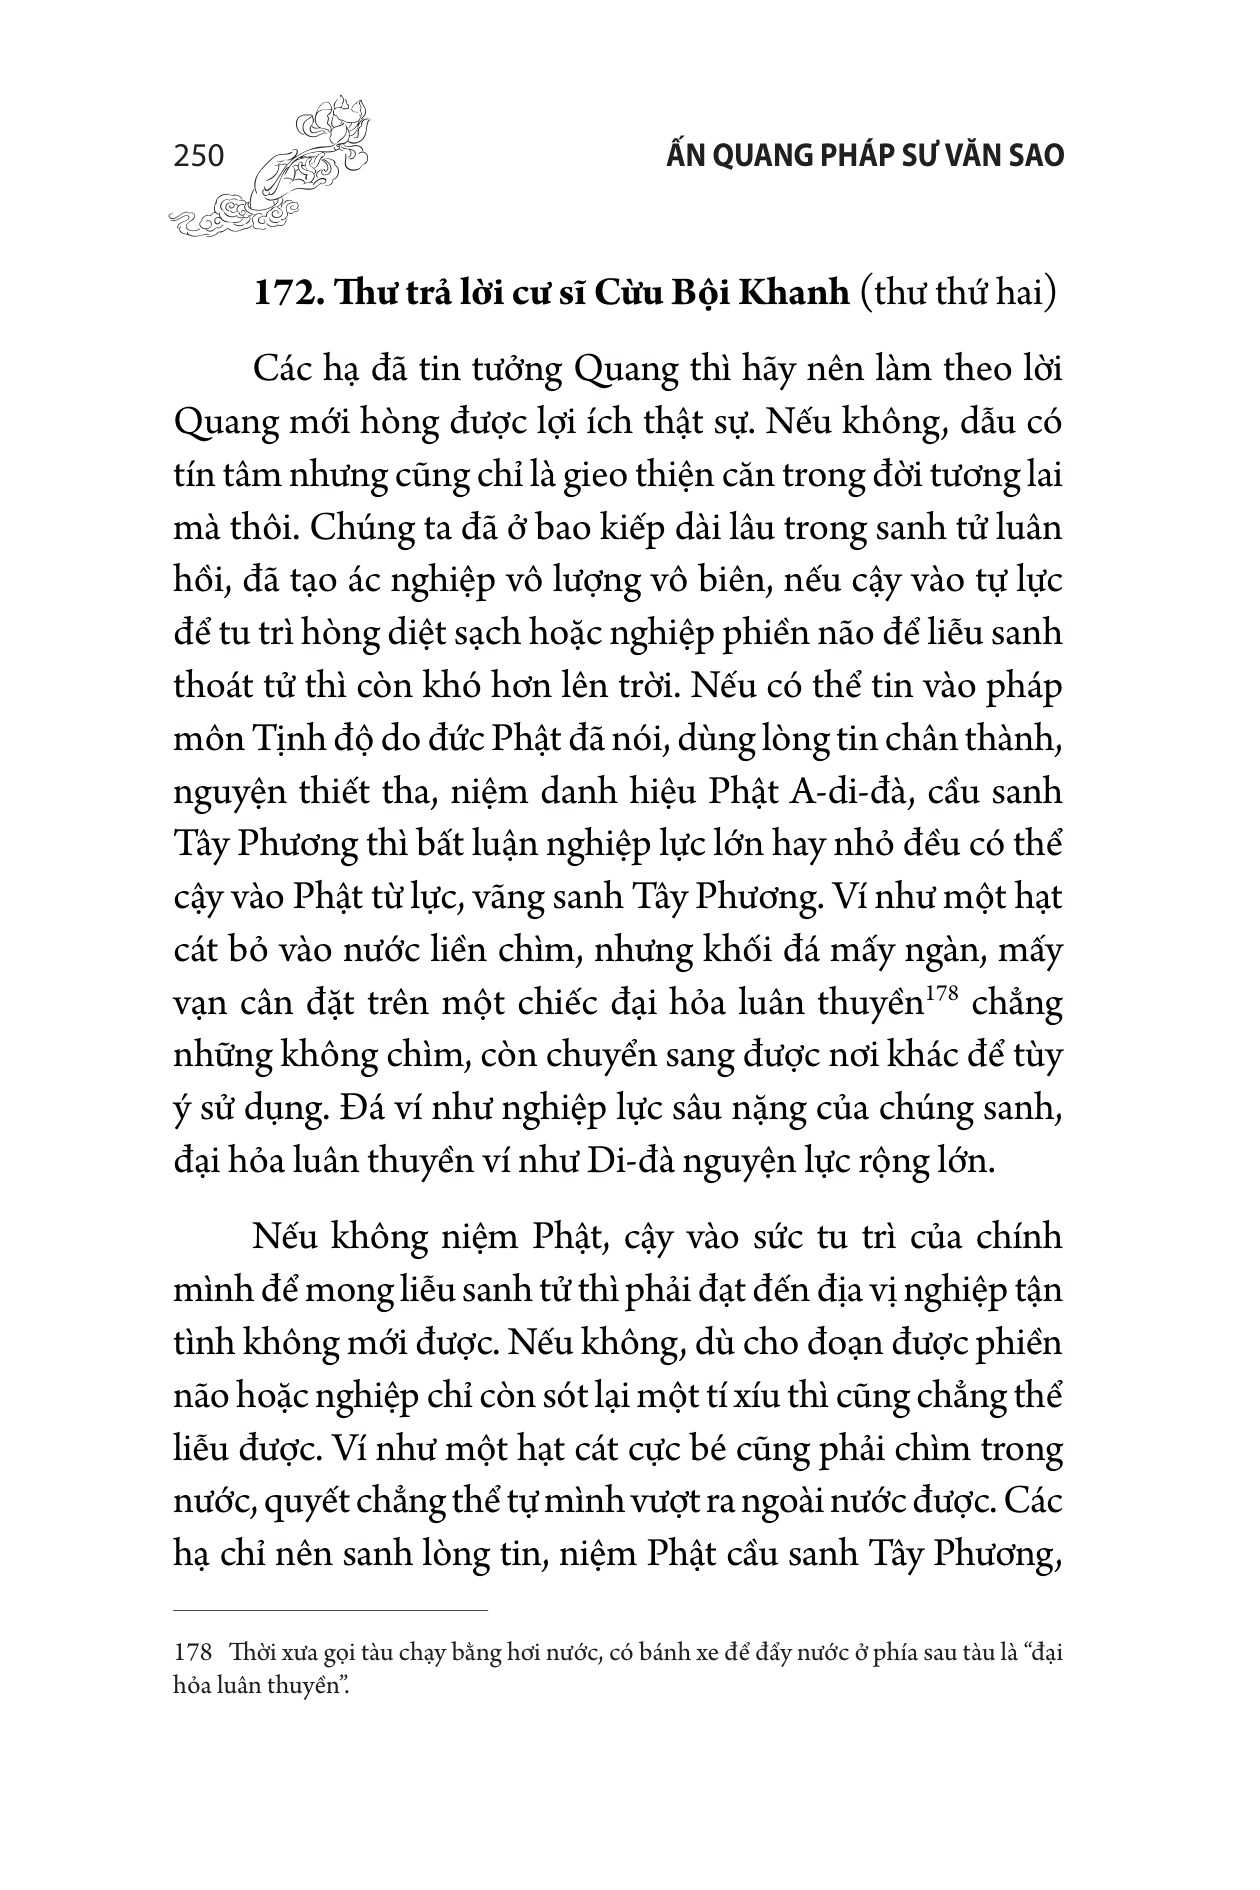 250
ẤN QUANG PHÁP SƯ VĂN SAO
172. Thư trả lời cư sĩ Cừu Bội Khanh (thư thứ hai)
Các hạ đã tin tưởng Quang thì hãy nên làm theo lời
Quang mới hòng được lợi ích thật sự. Nếu không, dẫu có
tín tâm nhưng cũng chỉ là gieo thiện căn trong đời tương lai
mà thôi. Chúng ta đã ở bao kiếp dài lâu trong sanh tử luân
hồi, đã tạo ác nghiệp vô lượng vô biên, nếu cậy vào tự lực
để tu trì hòng diệt sạch hoặc nghiệp phiền não để liễu sanh
thoát tử thì còn khó hơn lên trời. Nếu có thể tin vào pháp
môn Tịnh độ do đức Phật đã nói, dùng lòng tin chân thành,
nguyện thiết tha, niệm danh hiệu Phật A-di-đà, cầu sanh
Tây Phương thì bất luận nghiệp lực lớn hay nhỏ đều có thể
cậy vào Phật từ lực, vãng sanh Tây Phương. Ví như một hạt
cát bỏ vào nước liền chìm, nhưng khối đá mấy ngàn, mấy
vạn cân đặt trên một chiếc đại hỏa luân thuyền178 chẳng
những không chìm, còn chuyển sang được nơi khác để tùy
ý sử dụng. Đá ví như nghiệp lực sâu nặng của chúng sanh,
đại hỏa luân thuyền ví như Di-đà nguyện lực rộng lớn.
Nếu không niệm Phật, cậy vào sức tu trì của chính
mình để mong liễu sanh tử thì phải đạt đến địa vị nghiệp tận
tình không mới được. Nếu không, dù cho đoạn được phiền
não hoặc nghiệp chỉ còn sót lại một tí xíu thì cũng chẳng thể
liễu được. Ví như một hạt cát cực bé cũng phải chìm trong
nước, quyết chẳng thể tự mình vượt ra ngoài nước được. Các
hạ chỉ nên sanh lòng tin, niệm Phật cầu sanh Tây Phương,
178 Thời xưa gọi tàu chạy bằng hơi nước, có bánh xe để đẩy nước ở phía sau tàu là “đại
hỏa luân thuyền”.